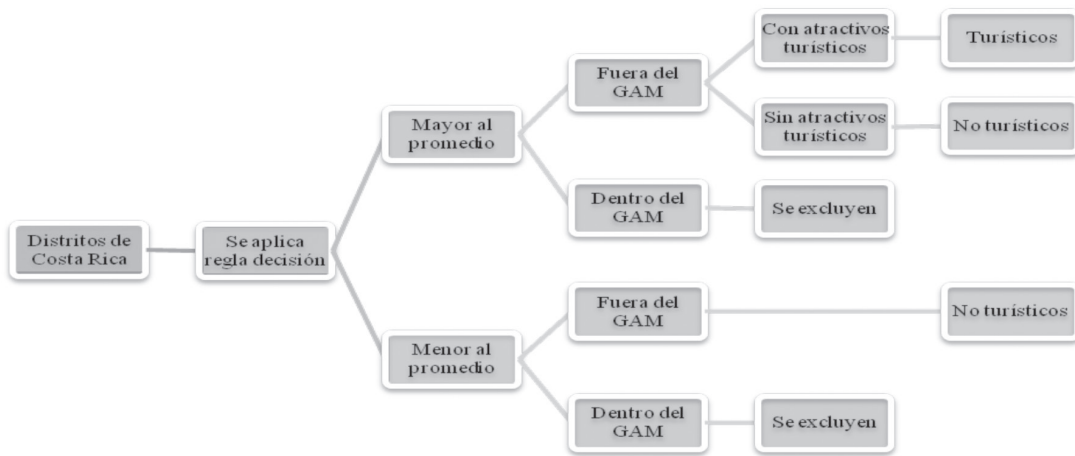 Distritos de
Costa Rica
Se aplica
regla decisión
Mayor al
promedio
Fuera del
GAM
Con atractivos
turísticos
Turísticos
Sin atractivos
turísticos
No turísticos
Dentro del
GAM
Se excluyen
Menor al
promedio
Fuera del
GAM
No turísticos
Dentro del
GAM
Se excluyen